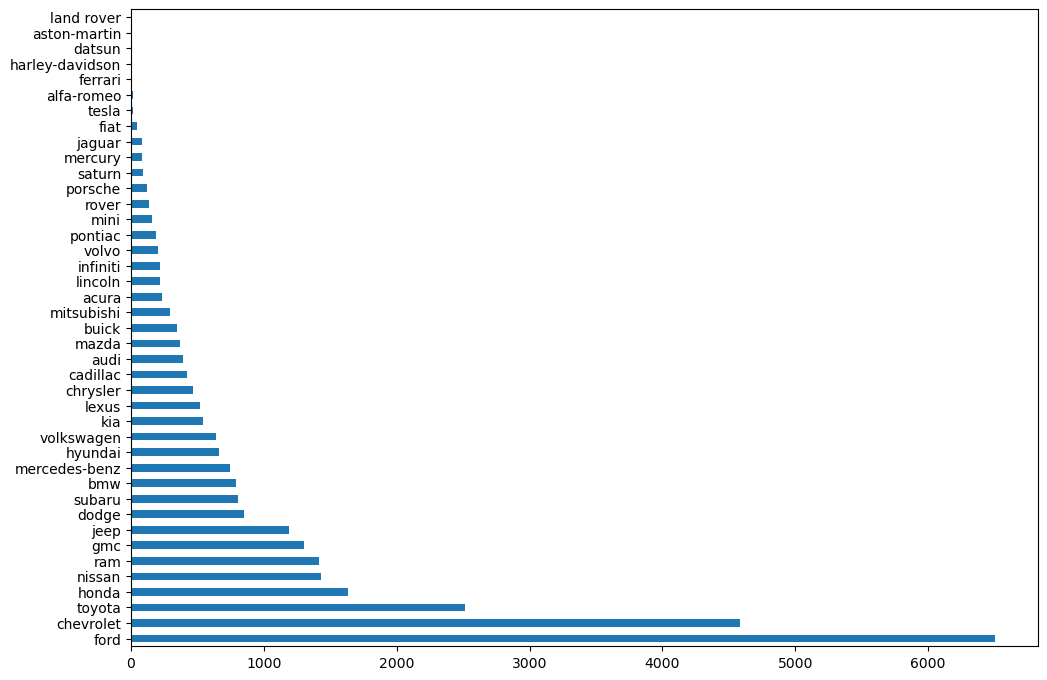 land rover
aston-martin
datsun
harley-davidson
ferrari
alfa-romeo
tesla
fiat
jaguar
mercury
saturn
porsche
rover
mini
pontiac
volvo
infiniti
lincoln
acura
mitsubishi
buick
mazda
audi
cadillac
chrysler
lexus
kia
volkswagen
hyundai
mercedes-benz
bmw
subaru
dodge
jeep
gmc
ram
nissan
honda
toyota
chevrolet
ford
0 1000 2000 3000 4000 5000 6000